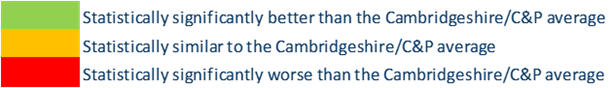 Statistically significantly better than the Cambridgeshire/C&P average
Statistically similar to the Cambridgeshire/C&P average
Statistically significantly worse than the Cambridgeshire/C&P average